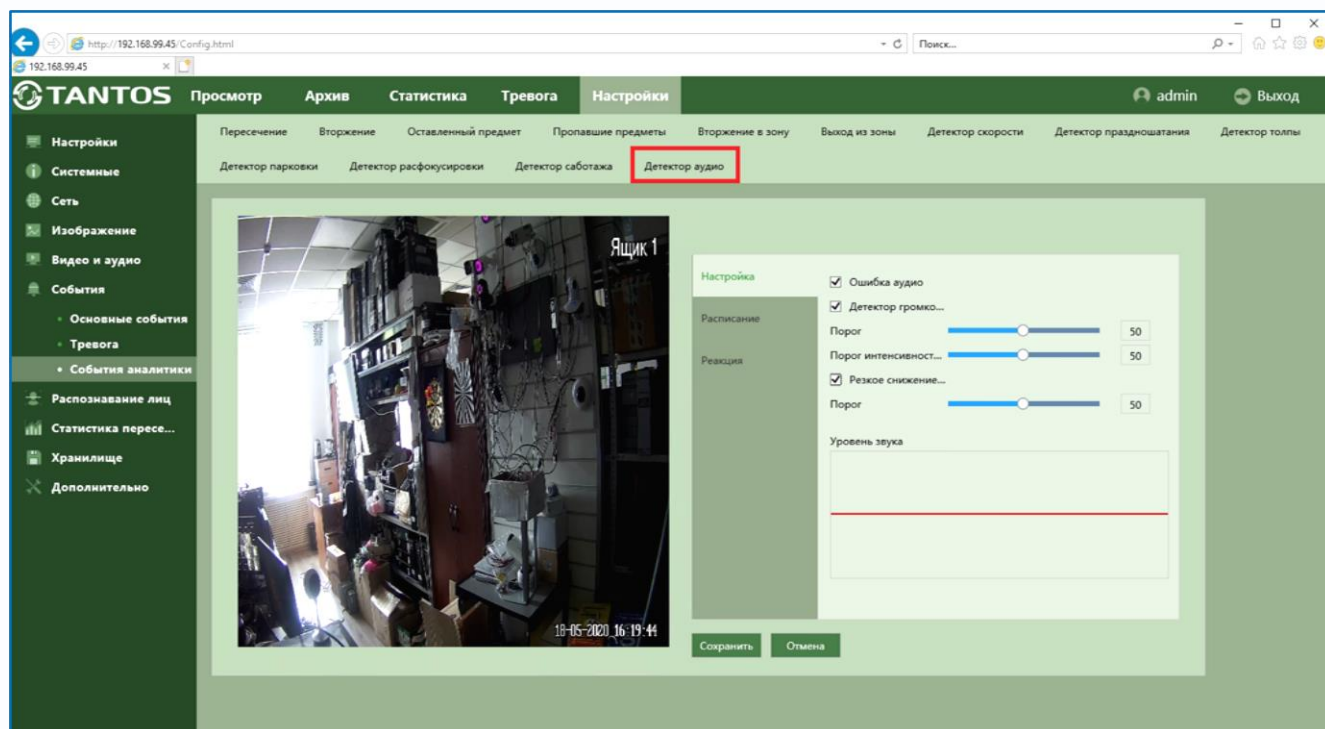 http://192.168.99.45/Config.html
Поиск...
192.168.99.45
TANTOS Просмотр Архив Статистика Тревога Настройки admin Выход
Пересечение Вторжение Оставленный предмет Пропавшие предметы Вторжение в зону Выход из зоны Детектор скорости Детектор праздношатания Детектор толпы
Детектор парковки Детектор расфокусировки Детектор саботажа Детектор аудио
Настройки
Системные
Сеть
Изображение
Видео и аудио
События
Основные события
Тревога
События аналитики
Распознавание лиц
Статистика пересе...
Хранилище
Дополнительно
Ящик 1
18-05-2020 16:19:44
Настройка
Расписание
Реакция
Ошибка аудио
Детектор громко...
Порог 50
Порог интенсивност... 50
Резкое снижение...
Порог 50
Уровень звука
Сохранить Отмена